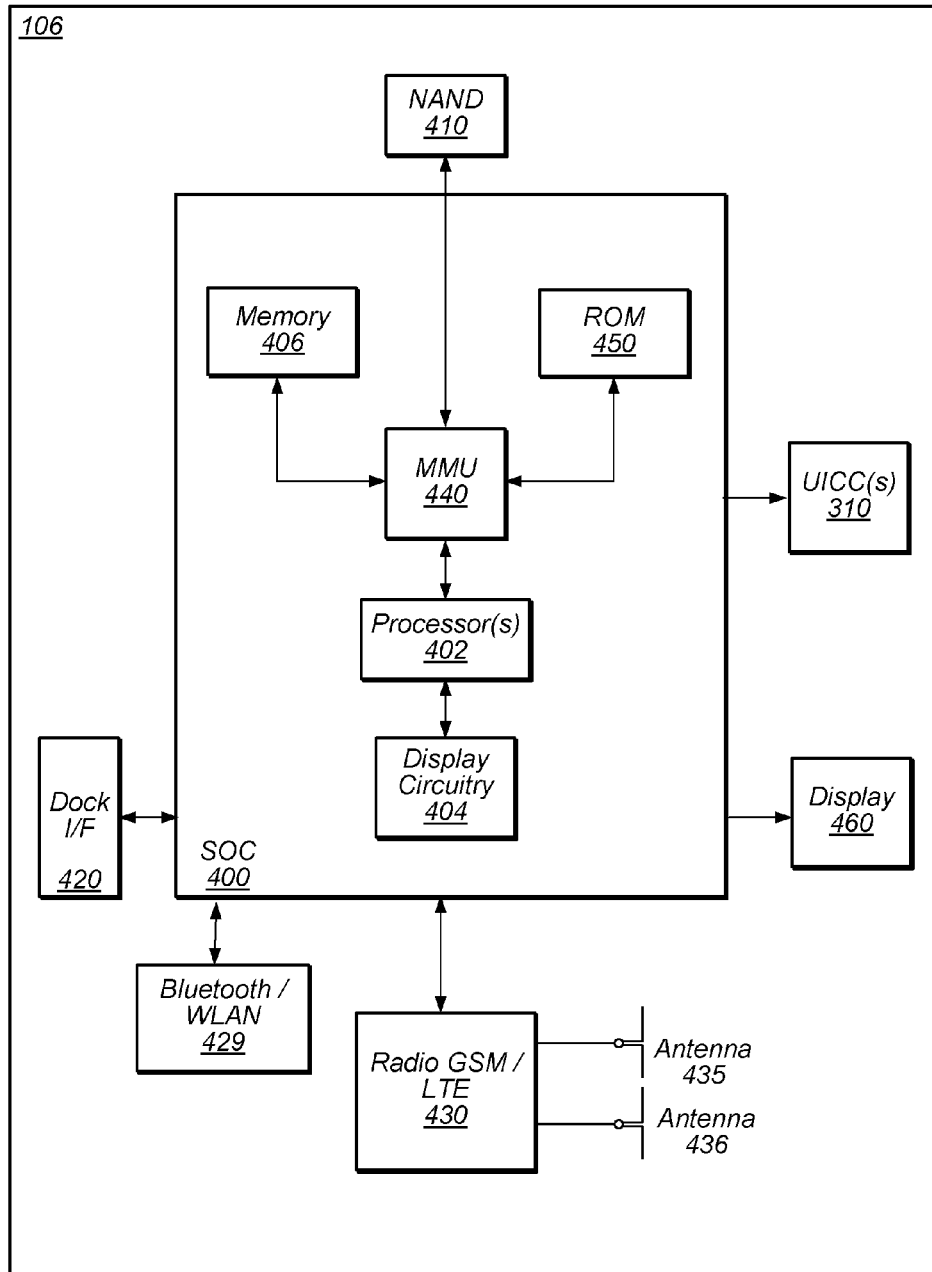 106
NAND
410
Memory
406
ROM
450
MMU
440
UICC(s)
310
Processor(s)
402
Display
Circuitry
404
Dock
I/F
420
Display
460
SOC
400
Bluetooth /
WLAN
429
Radio GSM /
LTE
430
Antenna
435
Antenna
436